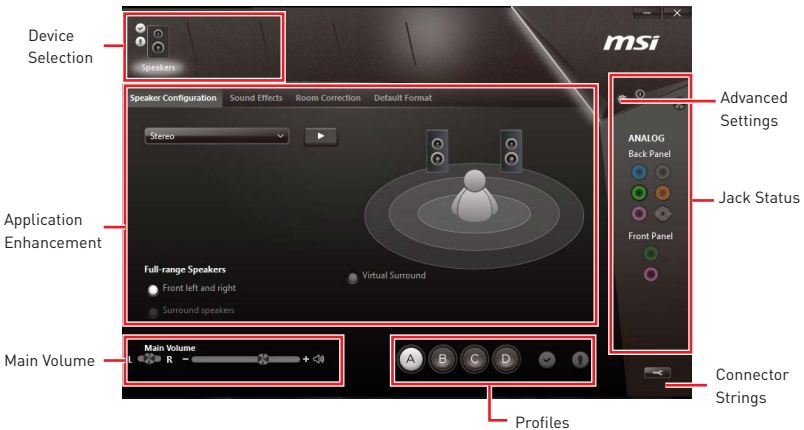 Device
Selection
Speakers
msi
Speaker Configuration Sound Effects Room Correction Default Format
Stereo
Advanced
Settings
ANALOG
Back Panel
Jack Status
Application
Enhancement
Front Panel
Full-range Speakers
Front left and right
Virtual Surround
Surround speakers
Main Volume
Main Volume
L R - +
A B C D
Connector
Strings
Profiles